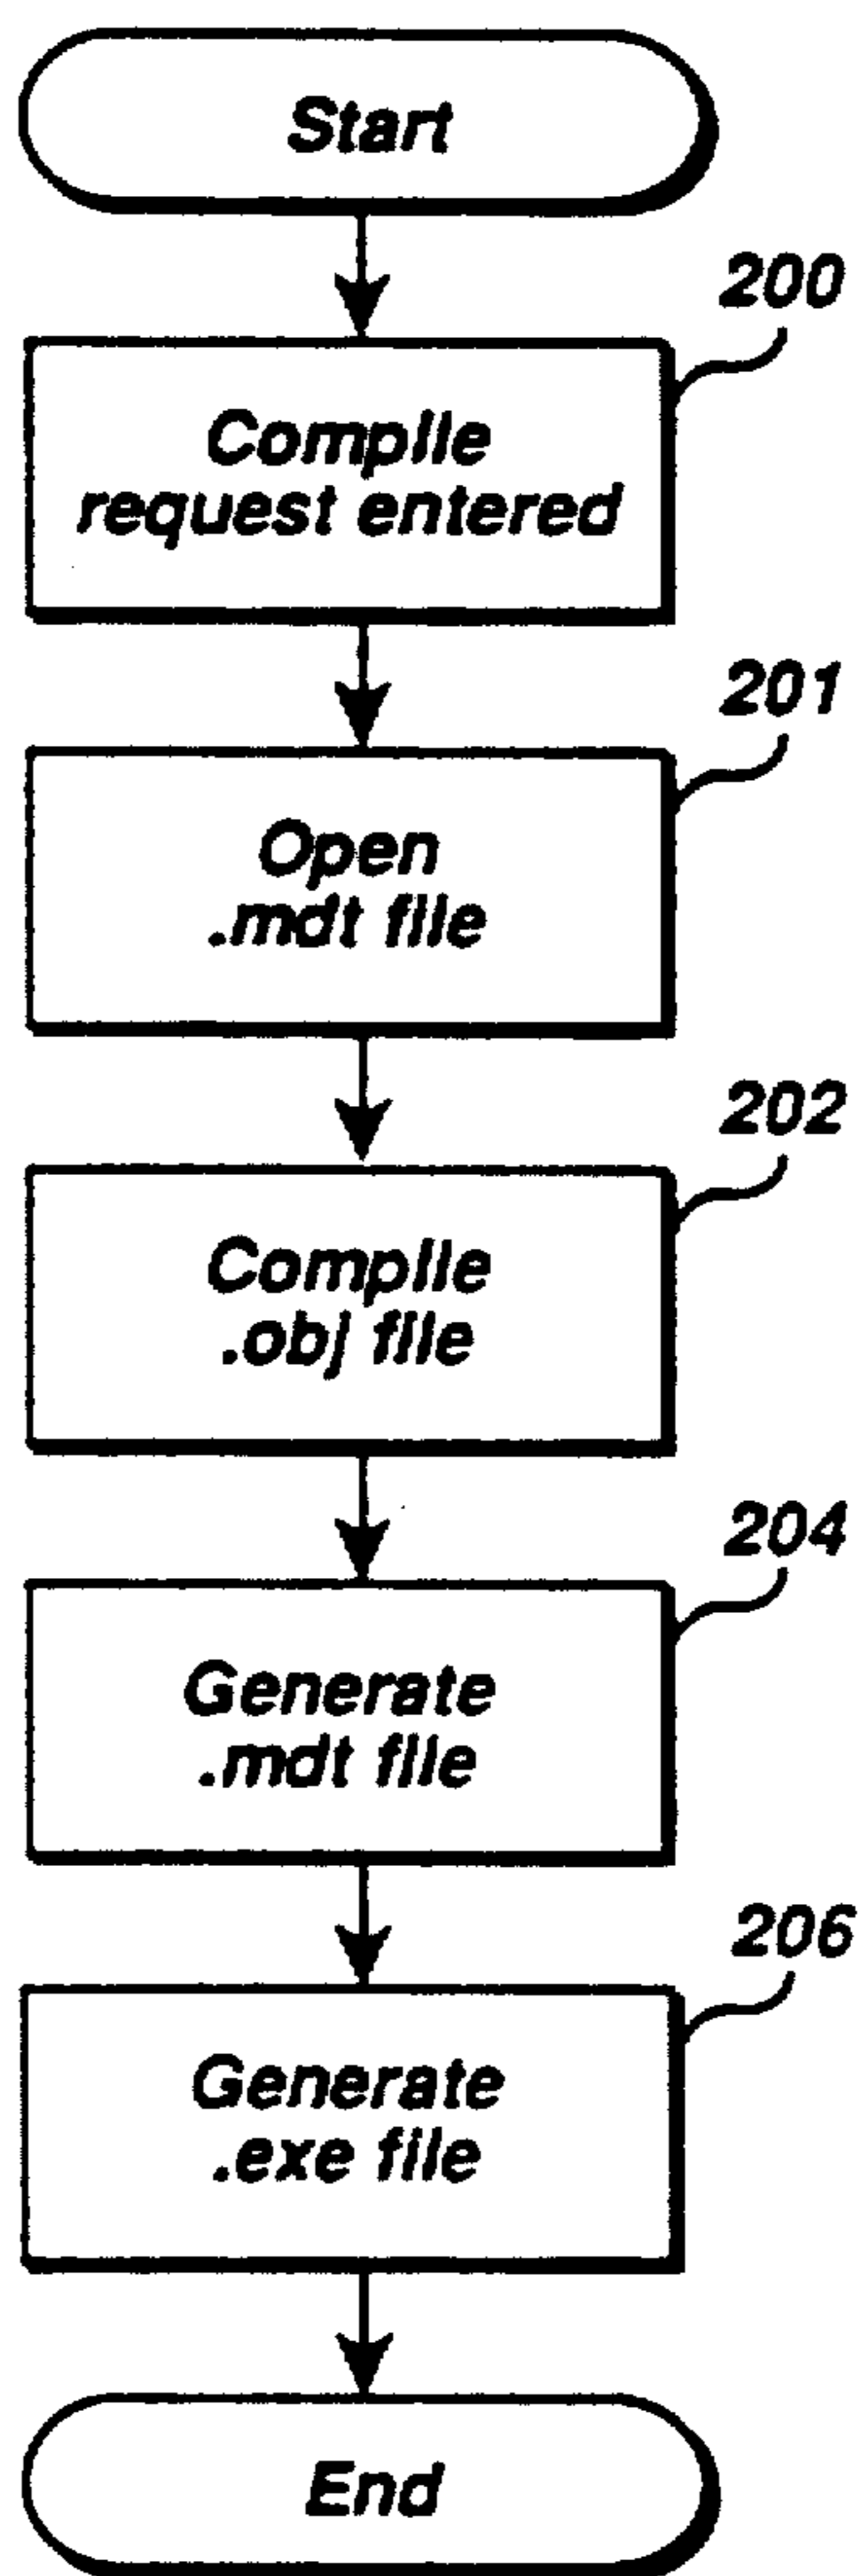 Start
200
Compile
request entered
201
Open
.mdt file
202
Compile
.obj file
204
Generate
.mdt file
206
Generate
.exe file
End